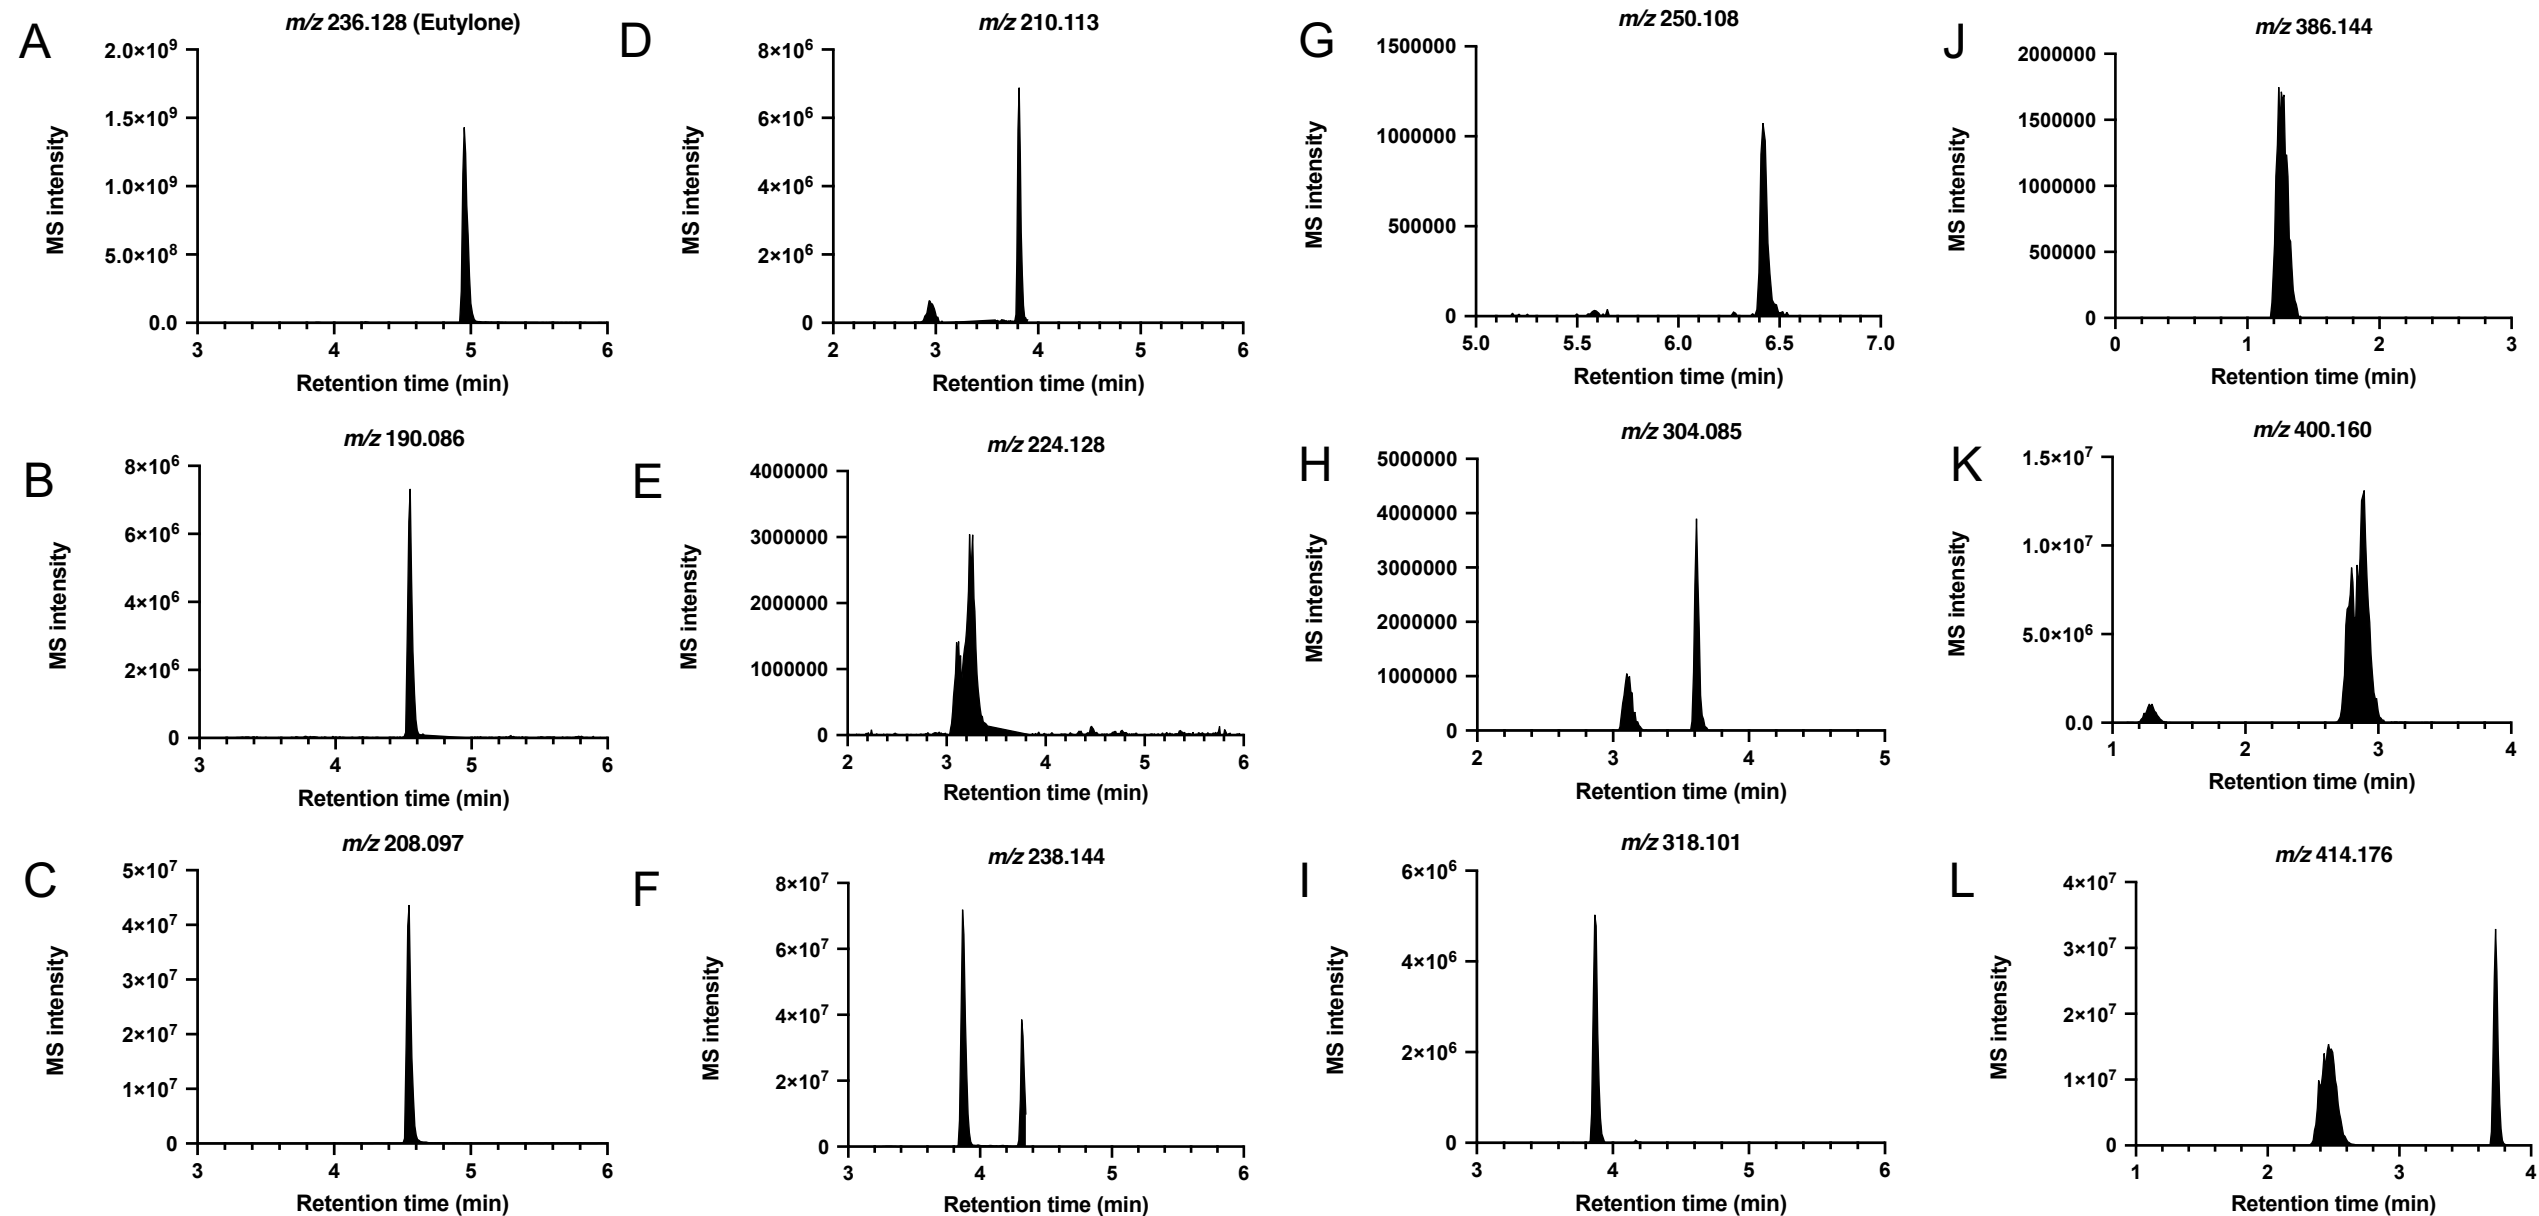 A
m/z 236.128 (Eutylone)
MS intensity
2.0×10⁹
1.5×10⁹
1.0×10⁹
5.0×10⁸
0.0
3 4 5 6
Retention time (min)
D
m/z 210.113
MS intensity
8×10⁶
6×10⁶
4×10⁶
2×10⁶
0
2 3 4 5 6
Retention time (min)
G
m/z 250.108
MS intensity
1500000
1000000
500000
0
5.0 5.5 6.0 6.5 7.0
Retention time (min)
J
m/z 386.144
MS intensity
2000000
1500000
1000000
500000
0
0 1 2 3
Retention time (min)
B
m/z 190.086
MS intensity
8×10⁶
6×10⁶
4×10⁶
2×10⁶
0
3 4 5 6
Retention time (min)
E
m/z 224.128
MS intensity
4000000
3000000
2000000
1000000
0
2 3 4 5 6
Retention time (min)
H
m/z 304.085
MS intensity
5000000
4000000
3000000
2000000
1000000
0
2 3 4 5
Retention time (min)
K
m/z 400.160
MS intensity
1.5×10⁷
1.0×10⁷
5.0×10⁶
0.0
1 2 3 4
Retention time (min)
C
m/z 208.097
MS intensity
5×10⁷
4×10⁷
3×10⁷
2×10⁷
1×10⁷
0
3 4 5 6
Retention time (min)
F
m/z 238.144
MS intensity
8×10⁷
6×10⁷
4×10⁷
2×10⁷
0
3 4 5 6
Retention time (min)
I
m/z 318.101
MS intensity
6×10⁶
4×10⁶
2×10⁶
0
3 4 5 6
Retention time (min)
L
m/z 414.176
MS intensity
4×10⁷
3×10⁷
2×10⁷
1×10⁷
0
1 2 3 4
Retention time (min)